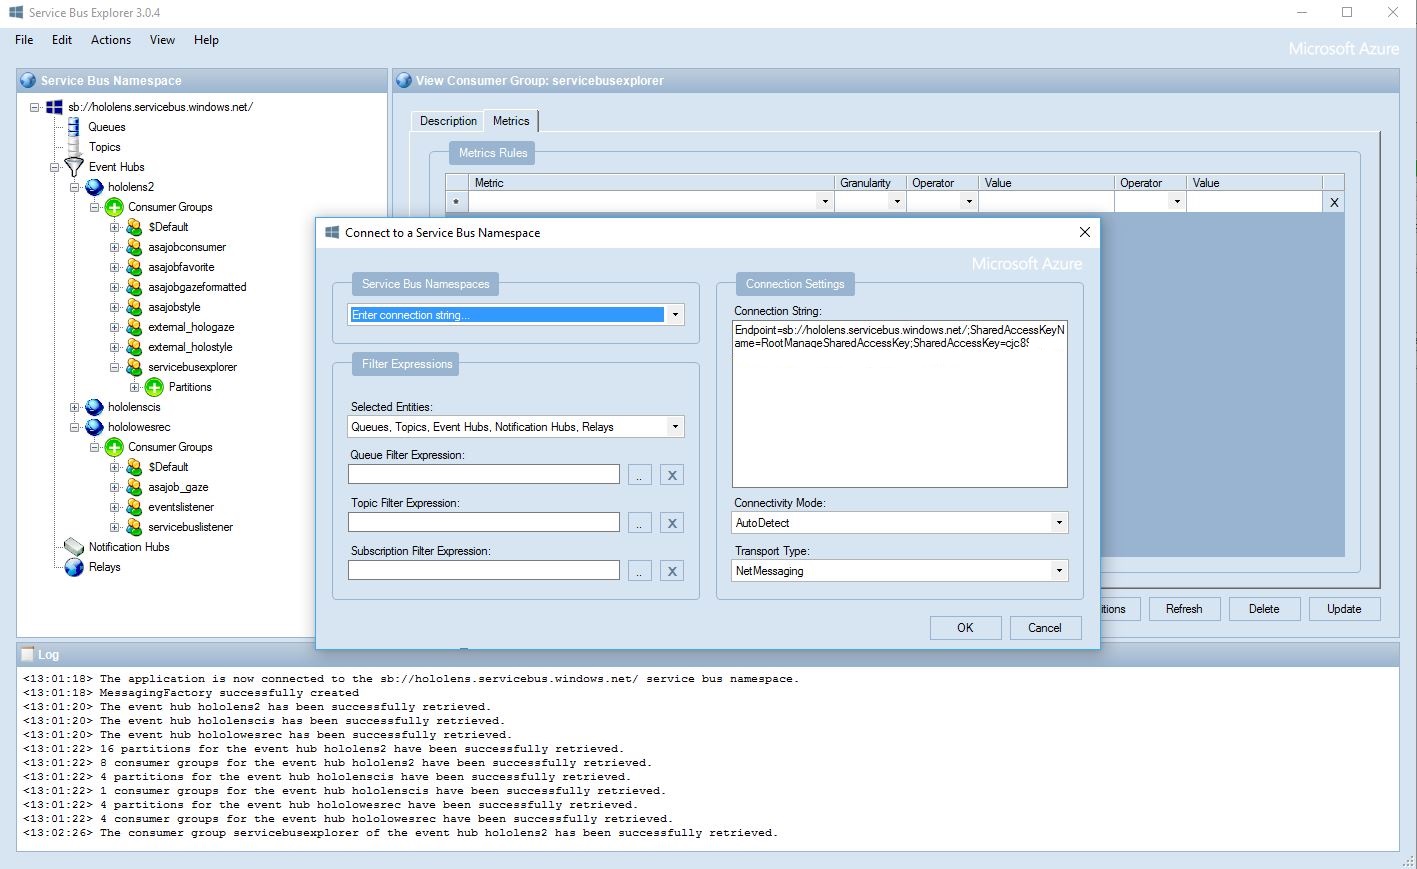 Service Bus Explorer 3.0.4
File Edit Actions View Help
Microsoft Azure
Service Bus Namespace
sb://hololens.servicebus.windows.net/
Queues
Topics
Event Hubs
hololens2
Consumer Groups
$Default
asajobconsumer
asajobfavorite
asajobgazeformatted
asajobstyle
external_hologaze
external_holostyle
servicebusexplorer
Partitions
hololenscis
hololowesrec
Consumer Groups
$Default
asajob_gaze
eventslistener
servicebuslistener
Notification Hubs
Relays
View Consumer Group: servicebusexplorer
Description Metrics
Metrics Rules
Metric Granularity Operator Value Operator Value
* X
Connect to a Service Bus Namespace
Microsoft Azure
Service Bus Namespaces
Enter connection string...
Filter Expressions
Selected Entities:
Queues, Topics, Event Hubs, Notification Hubs, Relays
Queue Filter Expression:
.. X
Topic Filter Expression:
.. X
Subscription Filter Expression:
.. X
Connection Settings
Connection String:
Endpoint=sb://hololens.servicebus.windows.net/;SharedAccessKeyN
ame=RootManageSharedAccessKey;SharedAccessKey=cjc8
Connectivity Mode:
AutoDetect
Transport Type:
NetMessaging
OK Cancel
itions Refresh Delete Update
Log
<13:01:18> The application is now connected to the sb://hololens.servicebus.windows.net/ service bus namespace.
<13:01:18> MessagingFactory successfully created
<13:01:20> The event hub hololens2 has been successfully retrieved.
<13:01:20> The event hub hololenscis has been successfully retrieved.
<13:01:20> The event hub hololowesrec has been successfully retrieved.
<13:01:22> 16 partitions for the event hub hololens2 have been successfully retrieved.
<13:01:22> 8 consumer groups for the event hub hololens2 have been successfully retrieved.
<13:01:22> 4 partitions for the event hub hololenscis have been successfully retrieved.
<13:01:22> 1 consumer groups for the event hub hololenscis have been successfully retrieved.
<13:01:22> 4 partitions for the event hub hololowesrec have been successfully retrieved.
<13:01:22> 4 consumer groups for the event hub hololowesrec have been successfully retrieved.
<13:02:26> The consumer group servicebusexplorer of the event hub hololens2 has been successfully retrieved.